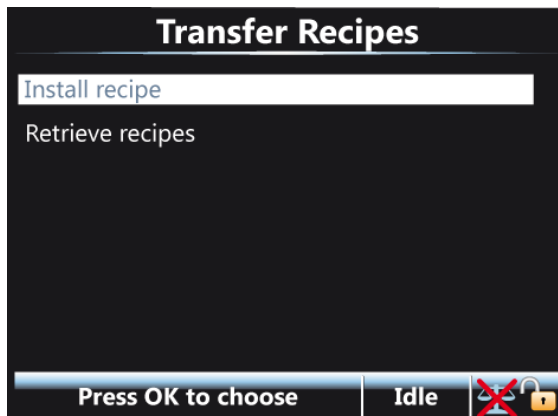 Transfer Recipes
Install recipe
Retrieve recipes
Press OK to choose
Idle